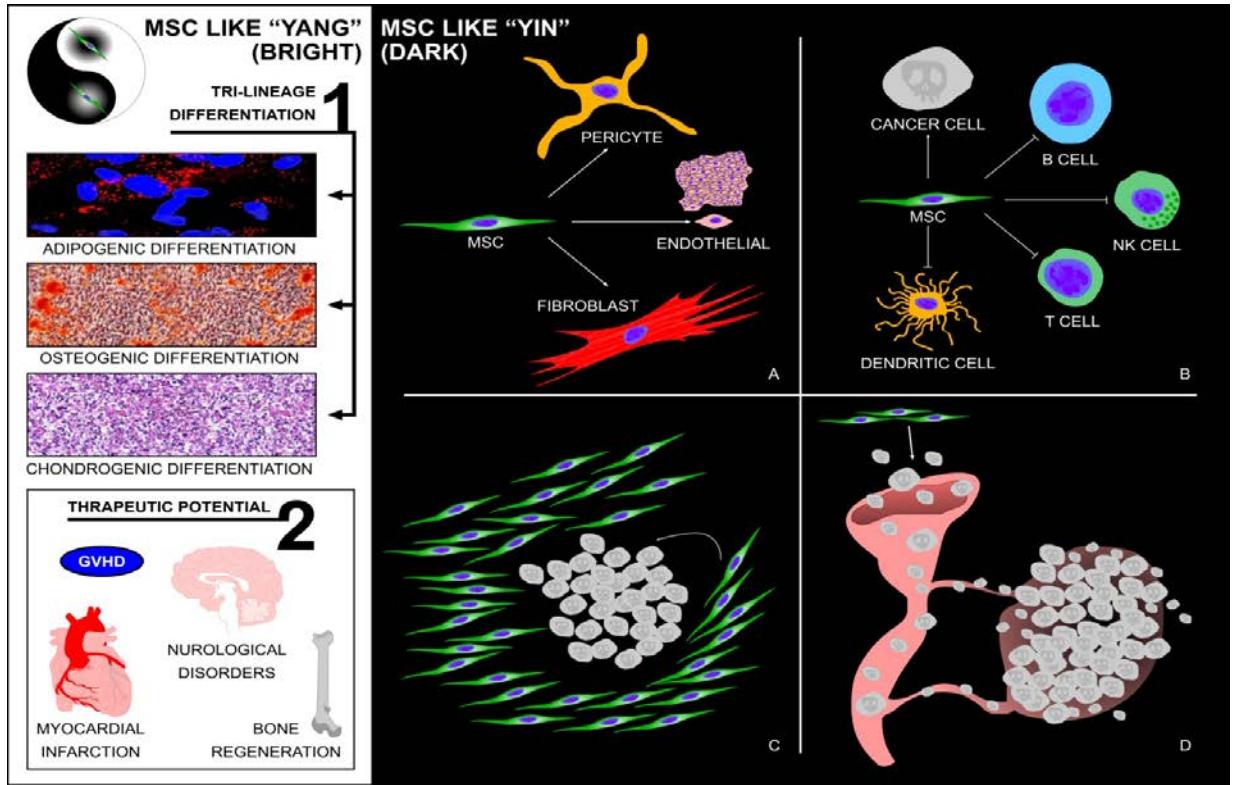 MSC LIKE “YANG”
(BRIGHT)
TRI-LINEAGE
DIFFERENTIATION
1
ADIPOGENIC DIFFERENTIATION
OSTEOGENIC DIFFERENTIATION
CHONDROGENIC DIFFERENTIATION
THRAPEUTIC POTENTIAL
2
GVHD
NUROLOGICAL
DISORDERS
MYOCARDIAL
INFARCTION
BONE
REGENERATION
MSC LIKE “YIN”
(DARK)
PERICYTE
MSC
ENDOTHELIAL
FIBROBLAST
A
CANCER CELL
B CELL
MSC
NK CELL
T CELL
DENDRITIC CELL
B
C
D